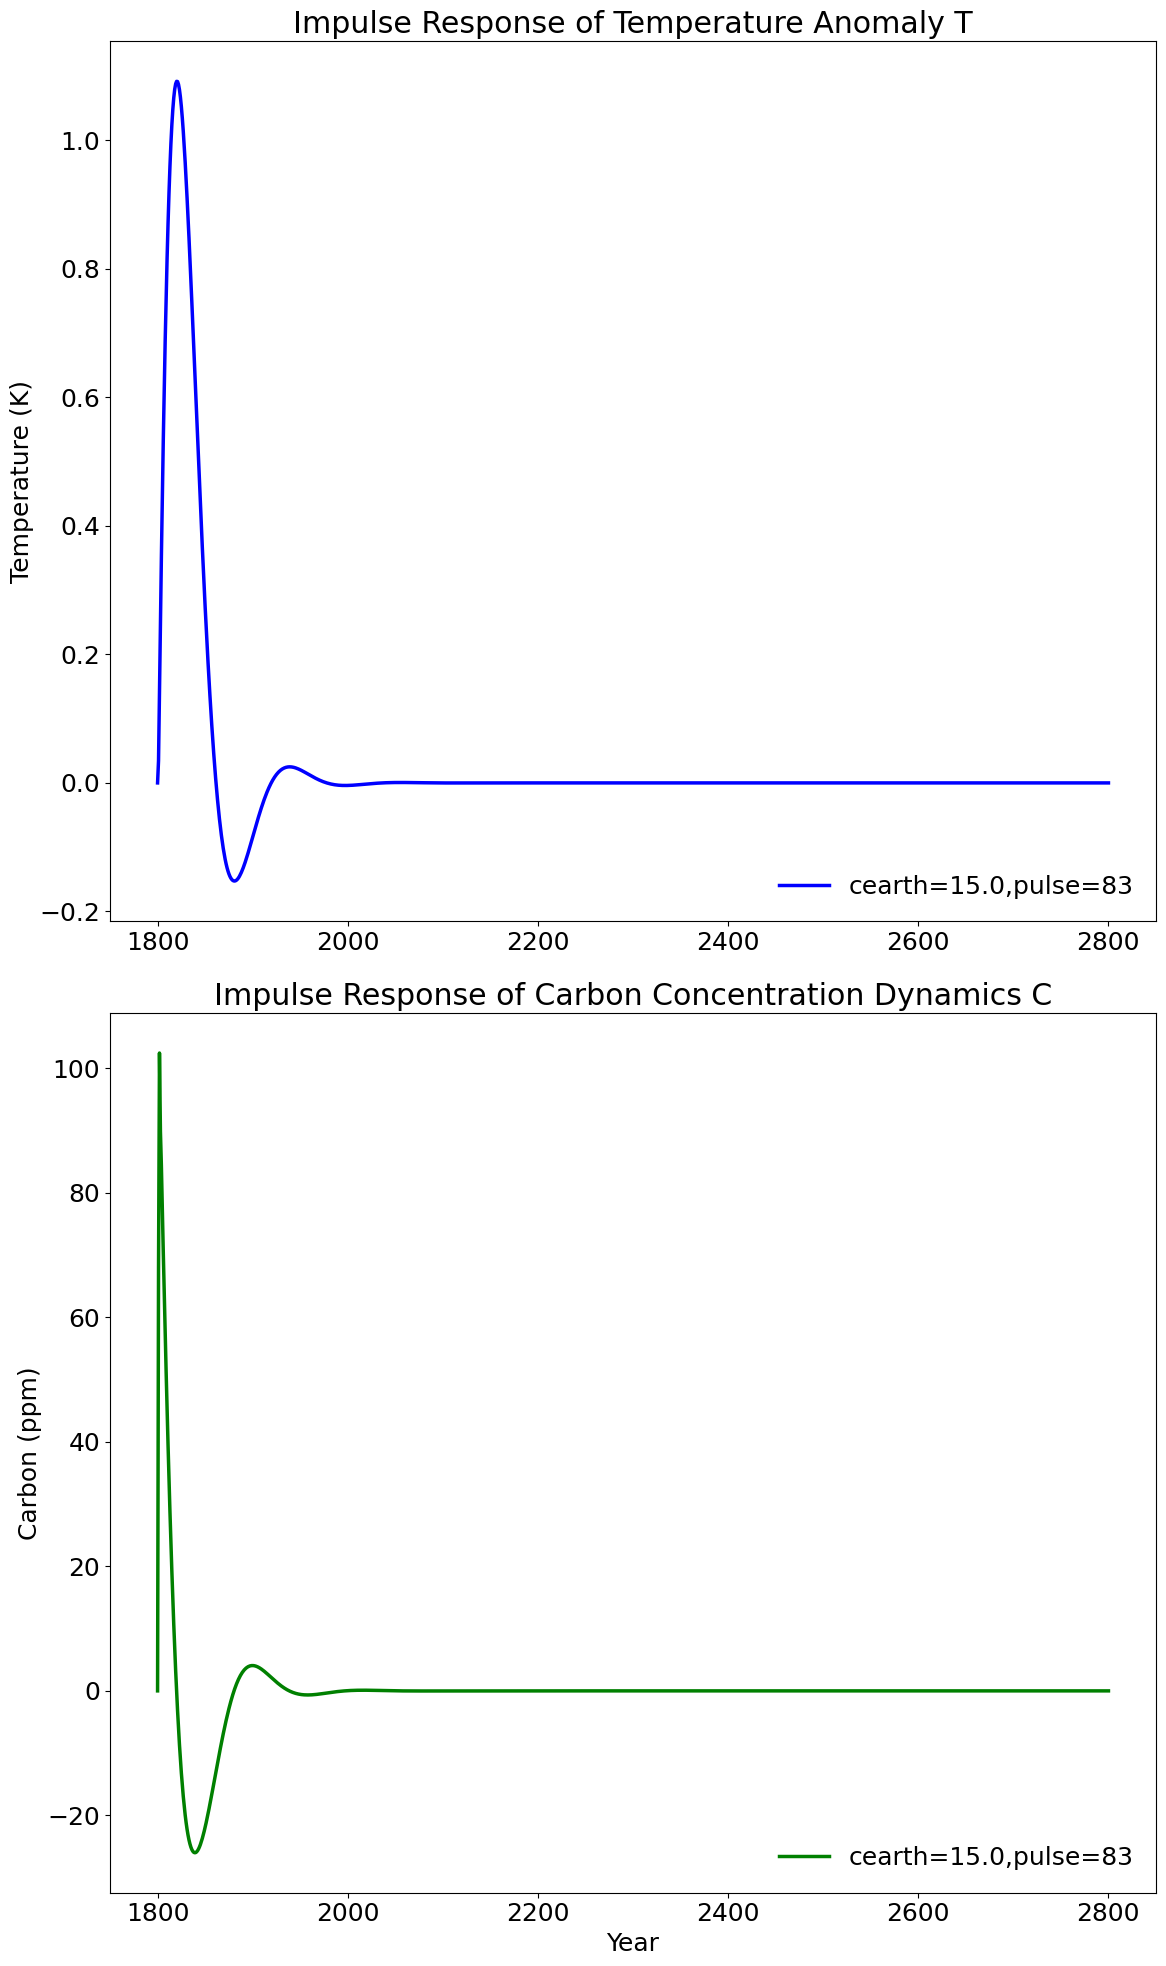 Impulse Response of Temperature Anomaly T
Temperature (K)
1.0
0.8
0.6
0.4
0.2
0.0
−0.2
cearth=15.0,pulse=83
1800 2000 2200 2400 2600 2800
Impulse Response of Carbon Concentration Dynamics C
Carbon (ppm)
100
80
60
40
20
0
−20
cearth=15.0,pulse=83
1800 2000 2200 2400 2600 2800
Year